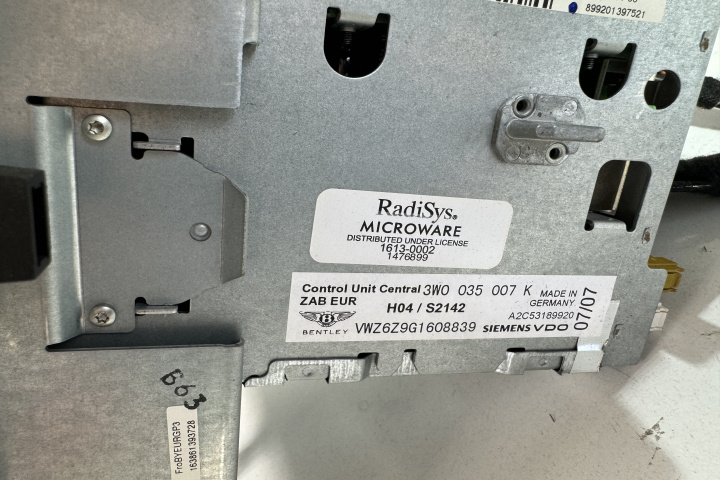 899201397521
RadiSys®
MICROWARE
DISTRIBUTED UNDER LICENSE
1613-0002
1476899
Control Unit Central 3W0 035 007 K MADE IN GERMANY
ZAB EUR H04 / S2142 A2C53189920
B
BENTLEY VWZ6Z9G1608839 SIEMENS VDO
07/07
B63
FroBYEURGP3
163861393728